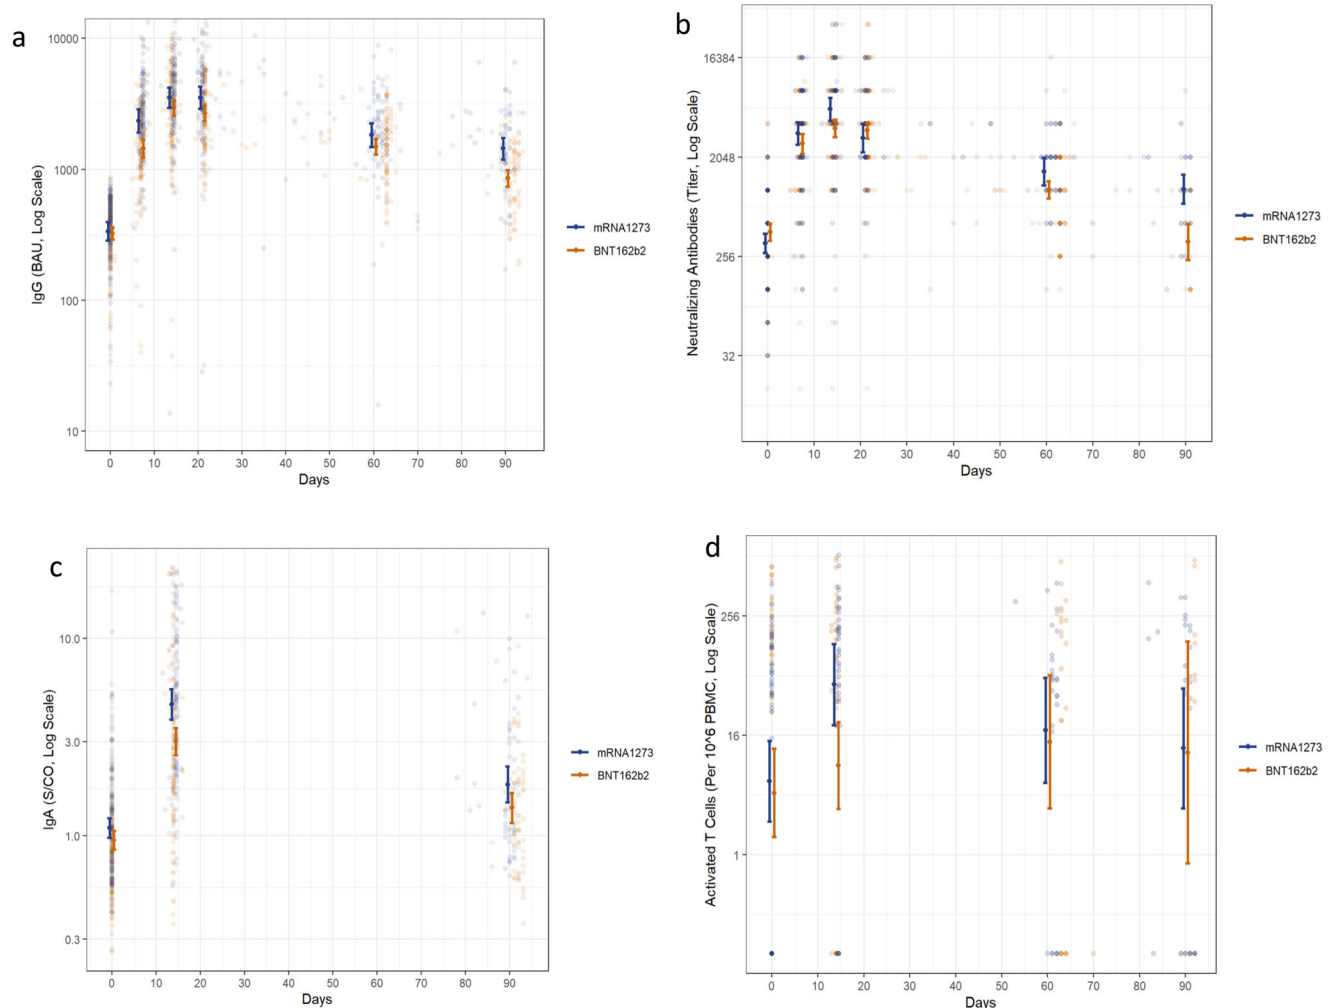 a
IgG (BAU, Log Scale)
10000
1000
100
10
0 10 20 30 40 50 60 70 80 90
Days
mRNA1273
BNT162b2
b
Neutralizing Antibodies (Titer, Log Scale)
16384
2048
256
32
0 10 20 30 40 50 60 70 80 90
Days
mRNA1273
BNT162b2
c
IgA (S/CO, Log Scale)
10.0
3.0
1.0
0.3
0 10 20 30 40 50 60 70 80 90
Days
mRNA1273
BNT162b2
d
Activated T Cells (Per 10^6 PBMC, Log Scale)
256
16
1
0 10 20 30 40 50 60 70 80 90
Days
mRNA1273
BNT162b2